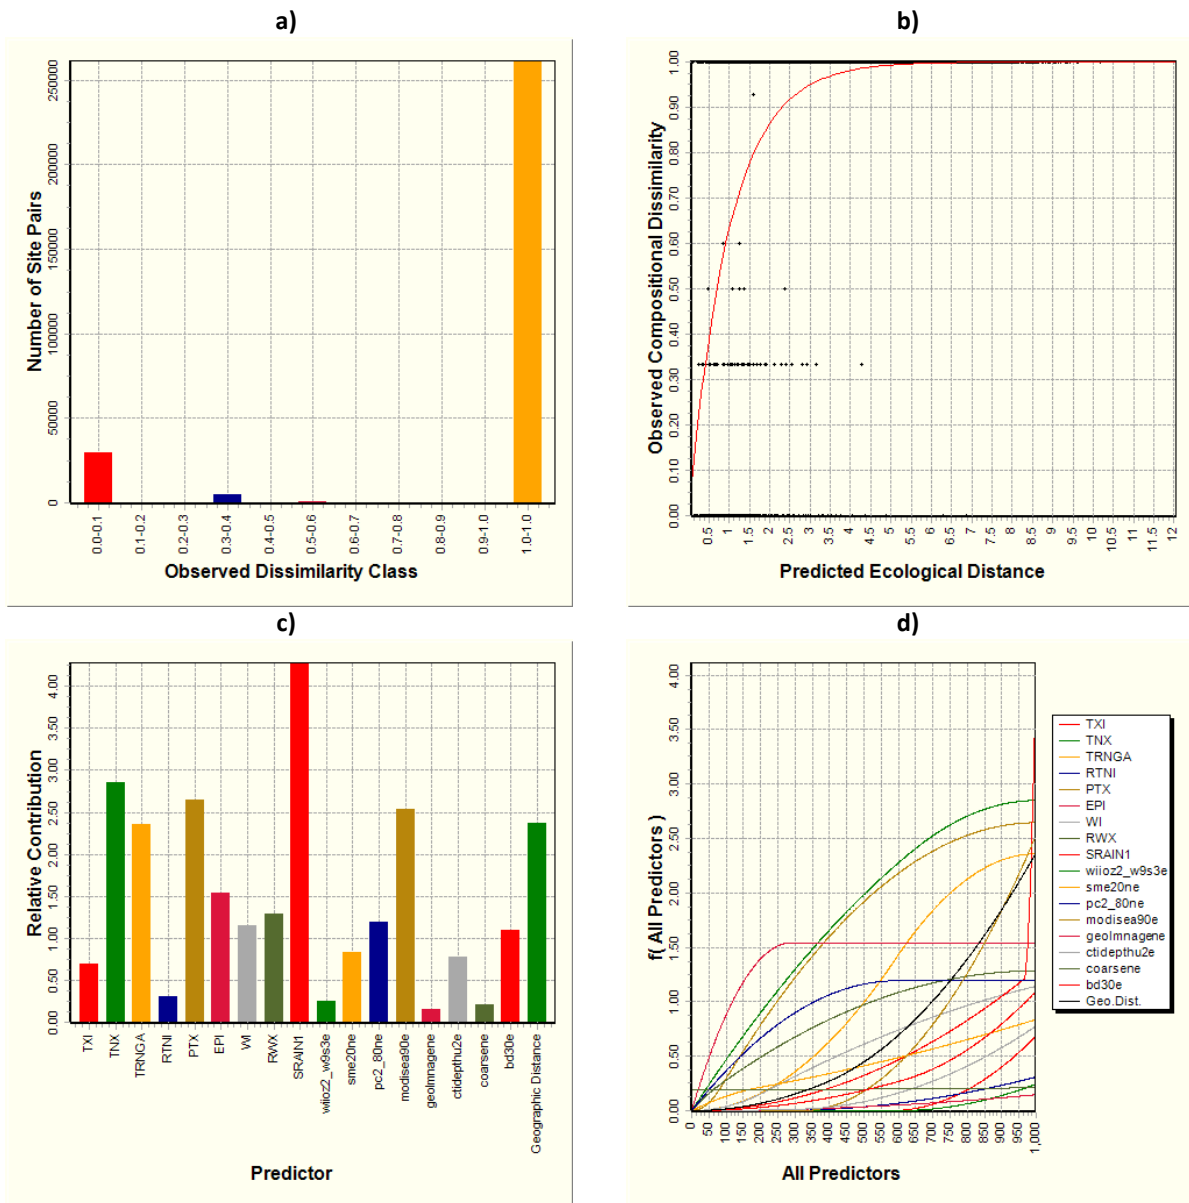 a)
b)
Number of Site Pairs
250000
200000
150000
100000
50000
0
0.0-0.1
0.1-0.2
0.2-0.3
0.3-0.4
0.4-0.5
0.5-0.6
0.6-0.7
0.7-0.8
0.8-0.9
0.9-1.0
1.0-1.0
Observed Dissimilarity Class
Observed Compositional Dissimilarity
1.00
0.90
0.80
0.70
0.60
0.50
0.40
0.30
0.20
0.10
0.00
0.5
1
1.5
2
2.5
3
3.5
4
4.5
5
5.5
6
6.5
7
7.5
8
8.5
9
9.5
10
10.5
11
11.5
12
Predicted Ecological Distance
c)
d)
Relative Contribution
4.00
3.50
3.00
2.50
2.00
1.50
1.00
0.50
0.00
TXI
TNX
TRNGA
RTNI
PTX
EPI
WI
RWX
SRAIN1
wiioz2_w9s3e
sme20ne
pc2_80ne
modisea90e
geolmnagene
ctidepthu2e
coarsene
bd30e
Geographic Distance
Predictor
f( All Predictors )
4.00
3.50
3.00
2.50
2.00
1.50
1.00
0.50
0.00
0
50
100
150
200
250
300
350
400
450
500
550
600
650
700
750
800
850
900
950
1,000
All Predictors
TXI
TNX
TRNGA
RTNI
PTX
EPI
WI
RWX
SRAIN1
wiioz2_w9s3e
sme20ne
pc2_80ne
modisea90e
geolmnagene
ctidepthu2e
coarsene
bd30e
Geo.Dist.